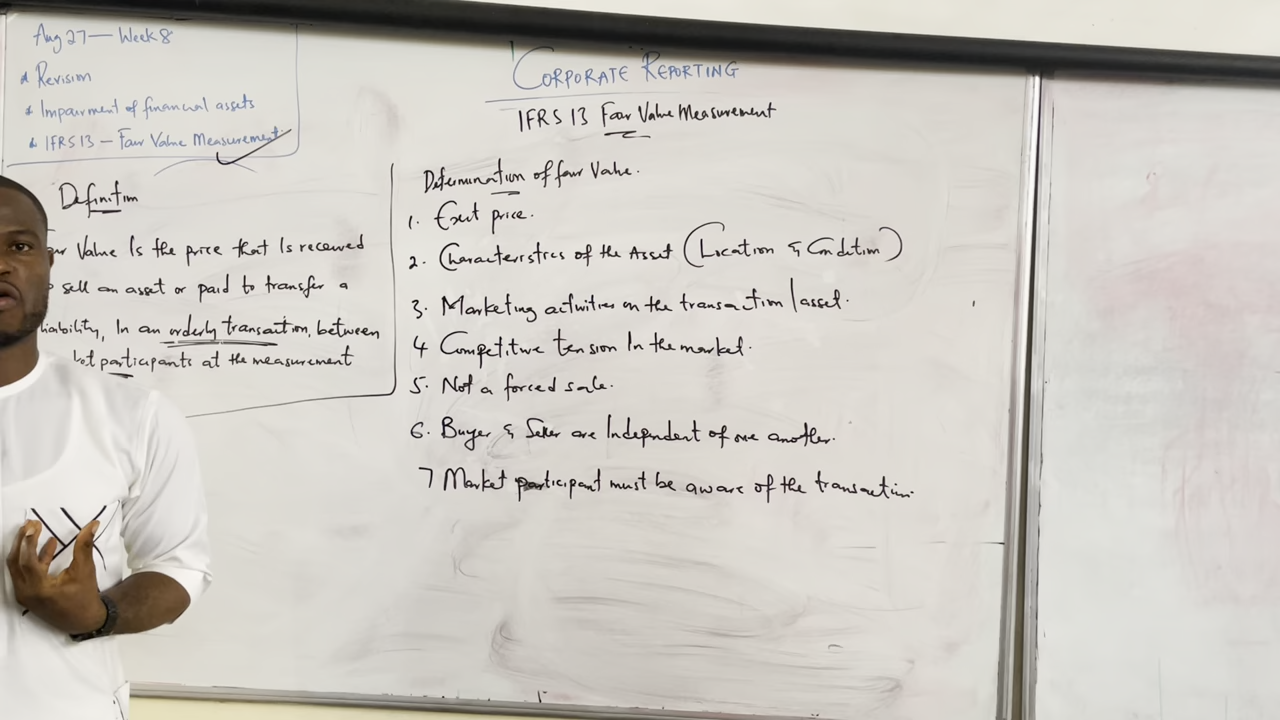 Aug 27 — Week 8
* Revision
* Impairment of financial assets
* IFRS 13 – Fair Value Measurement
CORPORATE REPORTING
IFRS 13 Fair Value Measurement
Definition
Value Is the price that Is received
sell an asset or paid to transfer a
liability, In an orderly transaction, between
participants at the measurement
Determination of fair Value.
1. Exit price.
2. Characteristics of the Asset (Location & Condition)
3. Marketing activities on the transaction/asset.
4 Competitive tension In the market.
5. Not a forced sale.
6. Buyer & Seller are Independent of one another.
7 Market participant must be aware of the transaction.